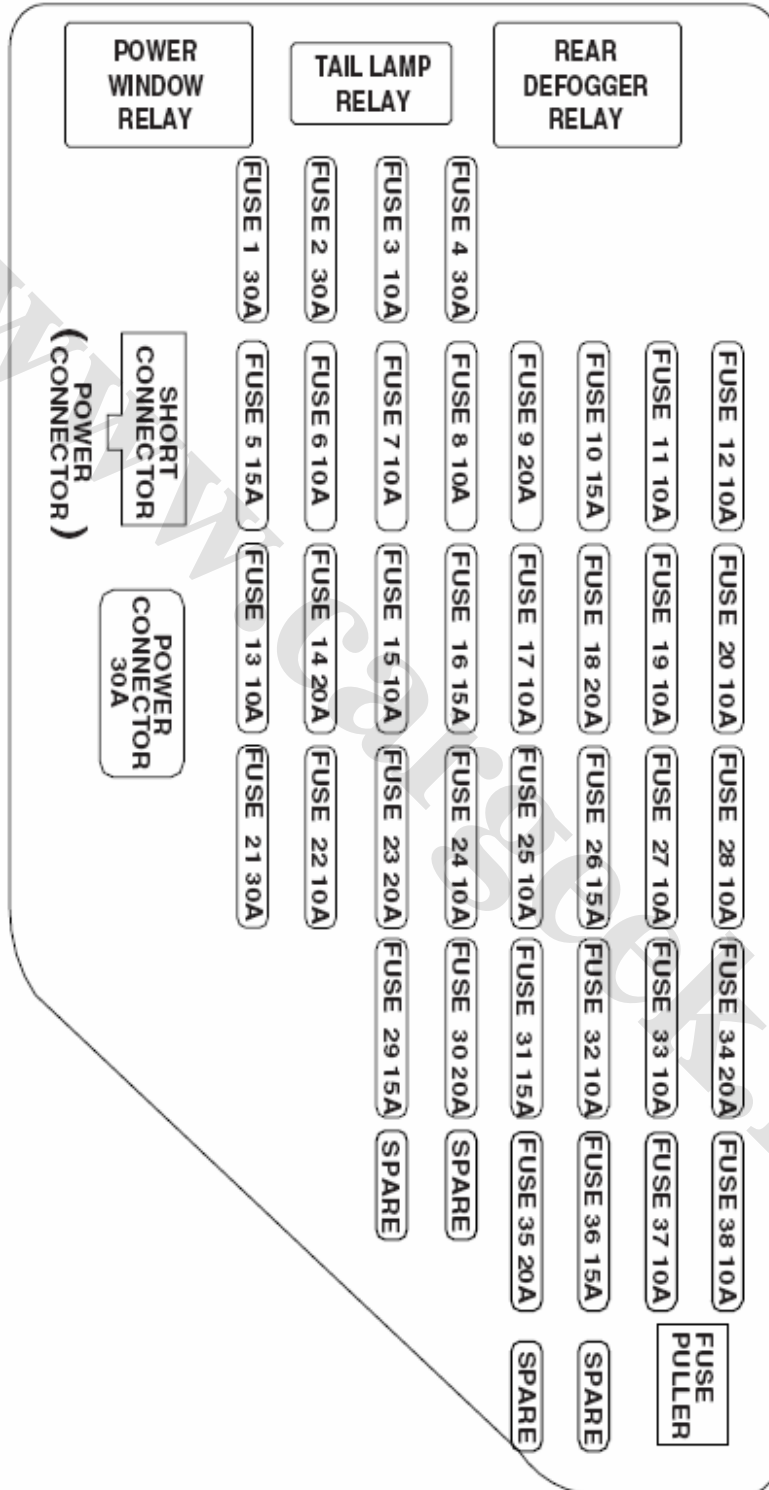 POWER
WINDOW
RELAY
TAIL LAMP
RELAY
REAR
DEFOGGER
RELAY
FUSE 1 30A
FUSE 2 30A
FUSE 3 10A
FUSE 4 30A
SHORT
CONNECTOR
(POWER
CONNECTOR)
FUSE 5 15A
FUSE 6 10A
FUSE 7 10A
FUSE 8 10A
FUSE 9 20A
FUSE 10 15A
FUSE 11 10A
FUSE 12 10A
POWER
CONNECTOR
30A
FUSE 13 10A
FUSE 14 20A
FUSE 15 10A
FUSE 16 15A
FUSE 17 10A
FUSE 18 20A
FUSE 19 10A
FUSE 20 10A
FUSE 21 30A
FUSE 22 10A
FUSE 23 20A
FUSE 24 10A
FUSE 25 10A
FUSE 26 15A
FUSE 27 10A
FUSE 28 10A
FUSE 29 15A
FUSE 30 20A
FUSE 31 15A
FUSE 32 10A
FUSE 33 10A
FUSE 34 20A
SPARE
SPARE
FUSE 35 20A
FUSE 36 15A
FUSE 37 10A
FUSE 38 10A
SPARE
SPARE
FUSE
PULLER